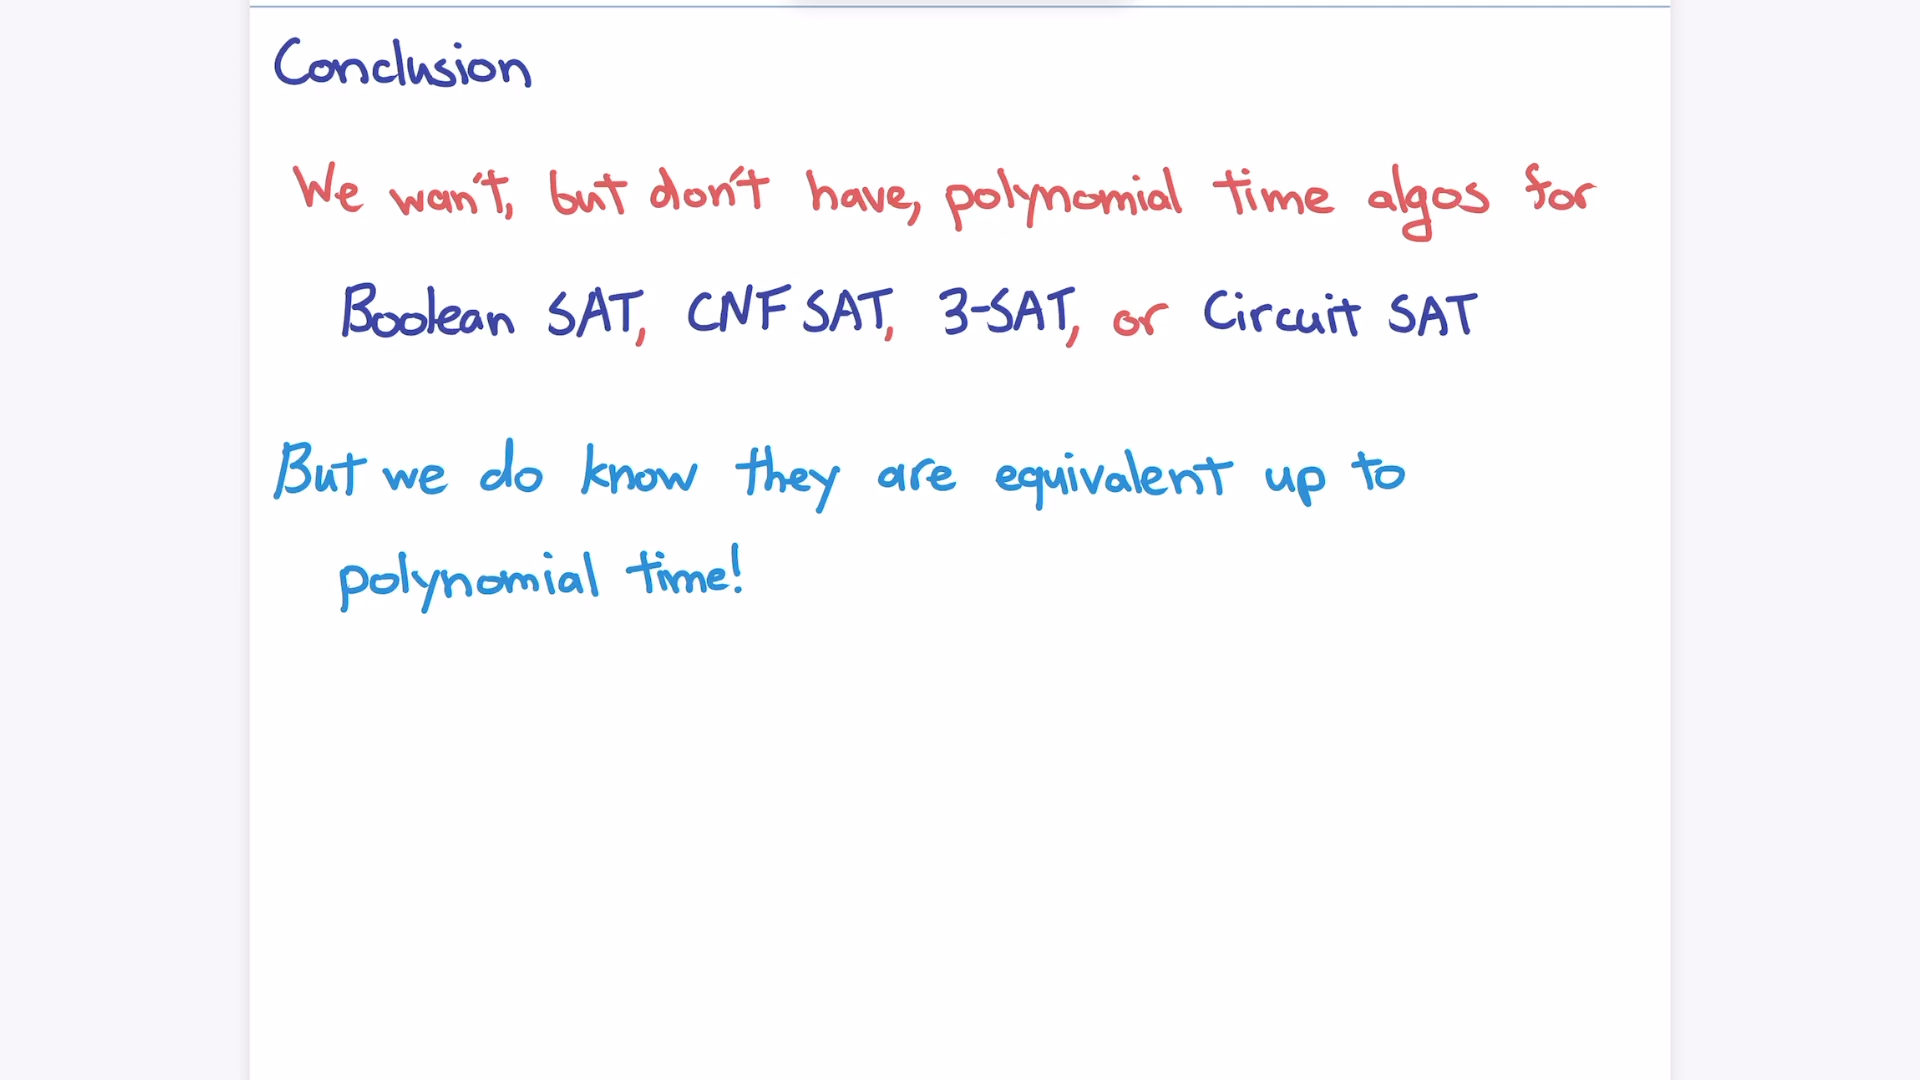 Conclusion
We wan't, but don't have, polynomial time algos for
Boolean SAT, CNF SAT, 3-SAT, or Circuit SAT
But we do know they are equivalent up to
polynomial time!